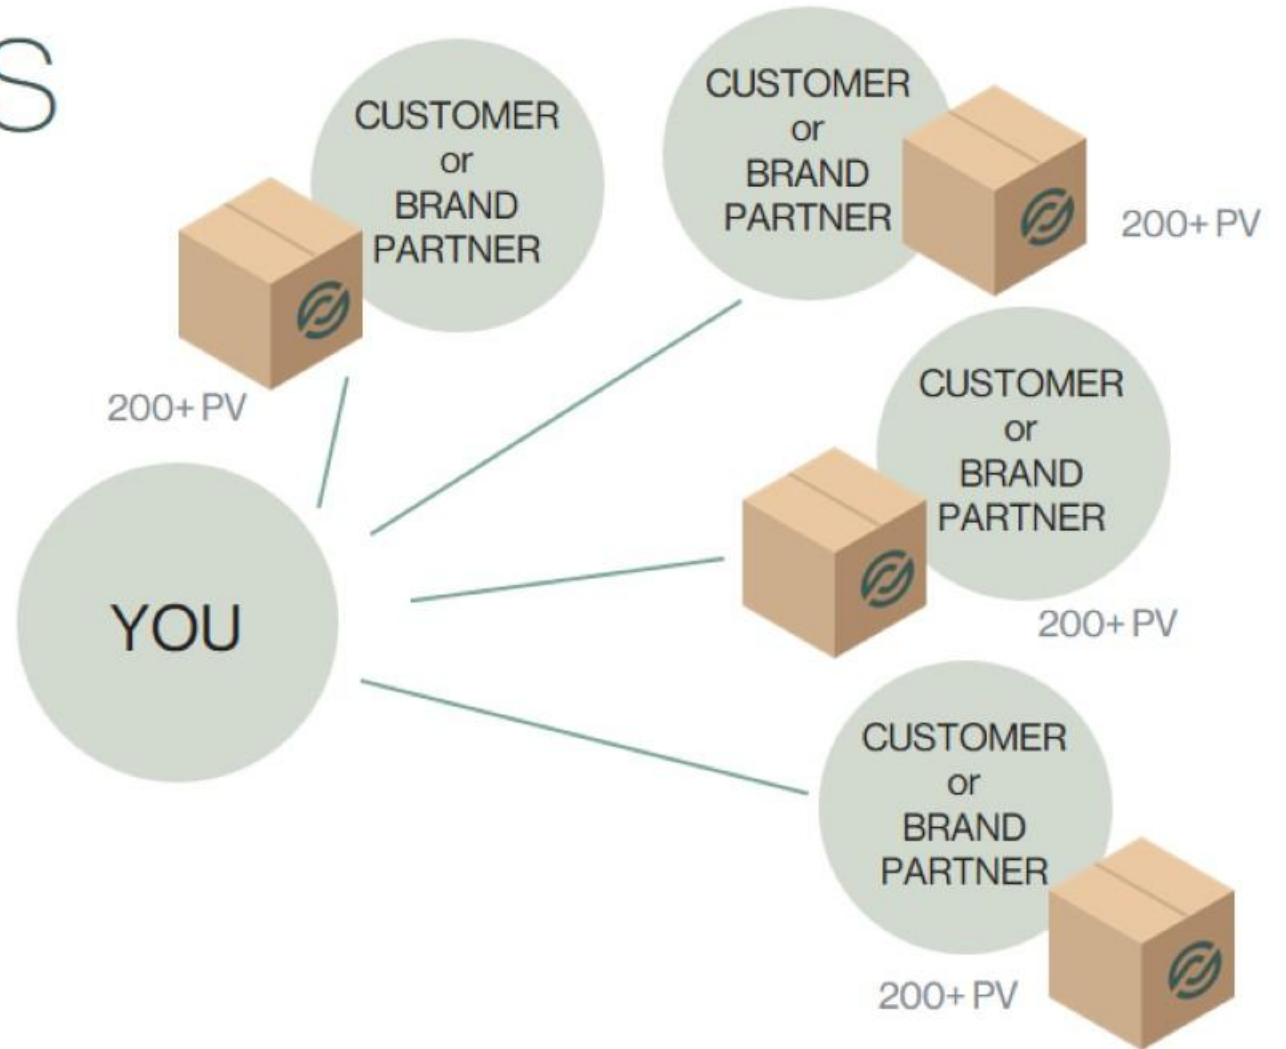 S
CUSTOMER
or
BRAND
PARTNER
200+ PV
CUSTOMER
or
BRAND
PARTNER
200+ PV
CUSTOMER
or
BRAND
PARTNER
200+ PV
YOU
CUSTOMER
or
BRAND
PARTNER
200+ PV